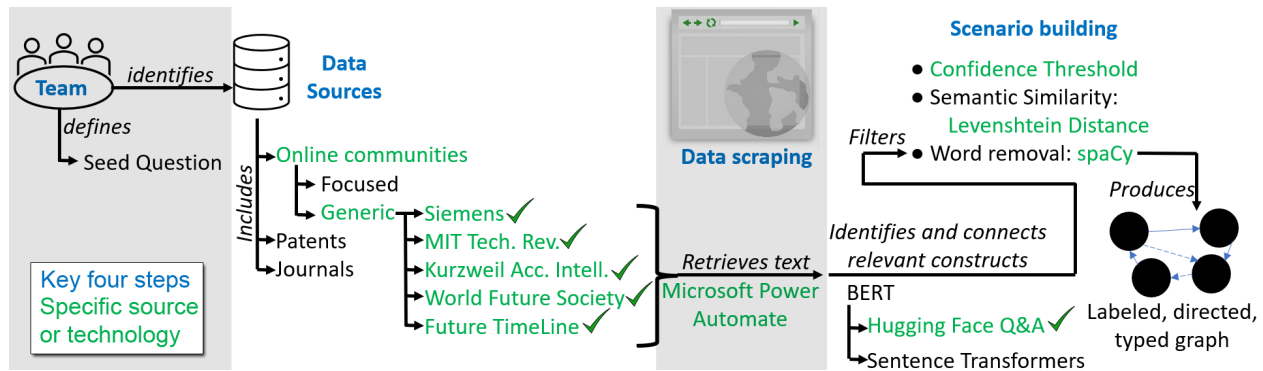 Team
identifies
defines
Seed Question
Data
Sources
Includes
Online communities
Focused
Generic
Patents
Journals
Siemens
MIT Tech. Rev.
Kurzweil Acc. Intell.
World Future Society
Future TimeLine
Key four steps
Specific source
or technology
Data scraping
Retrieves text
Microsoft Power
Automate
Scenario building
● Confidence Threshold
● Semantic Similarity:
Levenshtein Distance
● Word removal: spaCy
Filters
Identifies and connects
relevant constructs
BERT
Hugging Face Q&A
Sentence Transformers
Produces
Labeled, directed,
typed graph